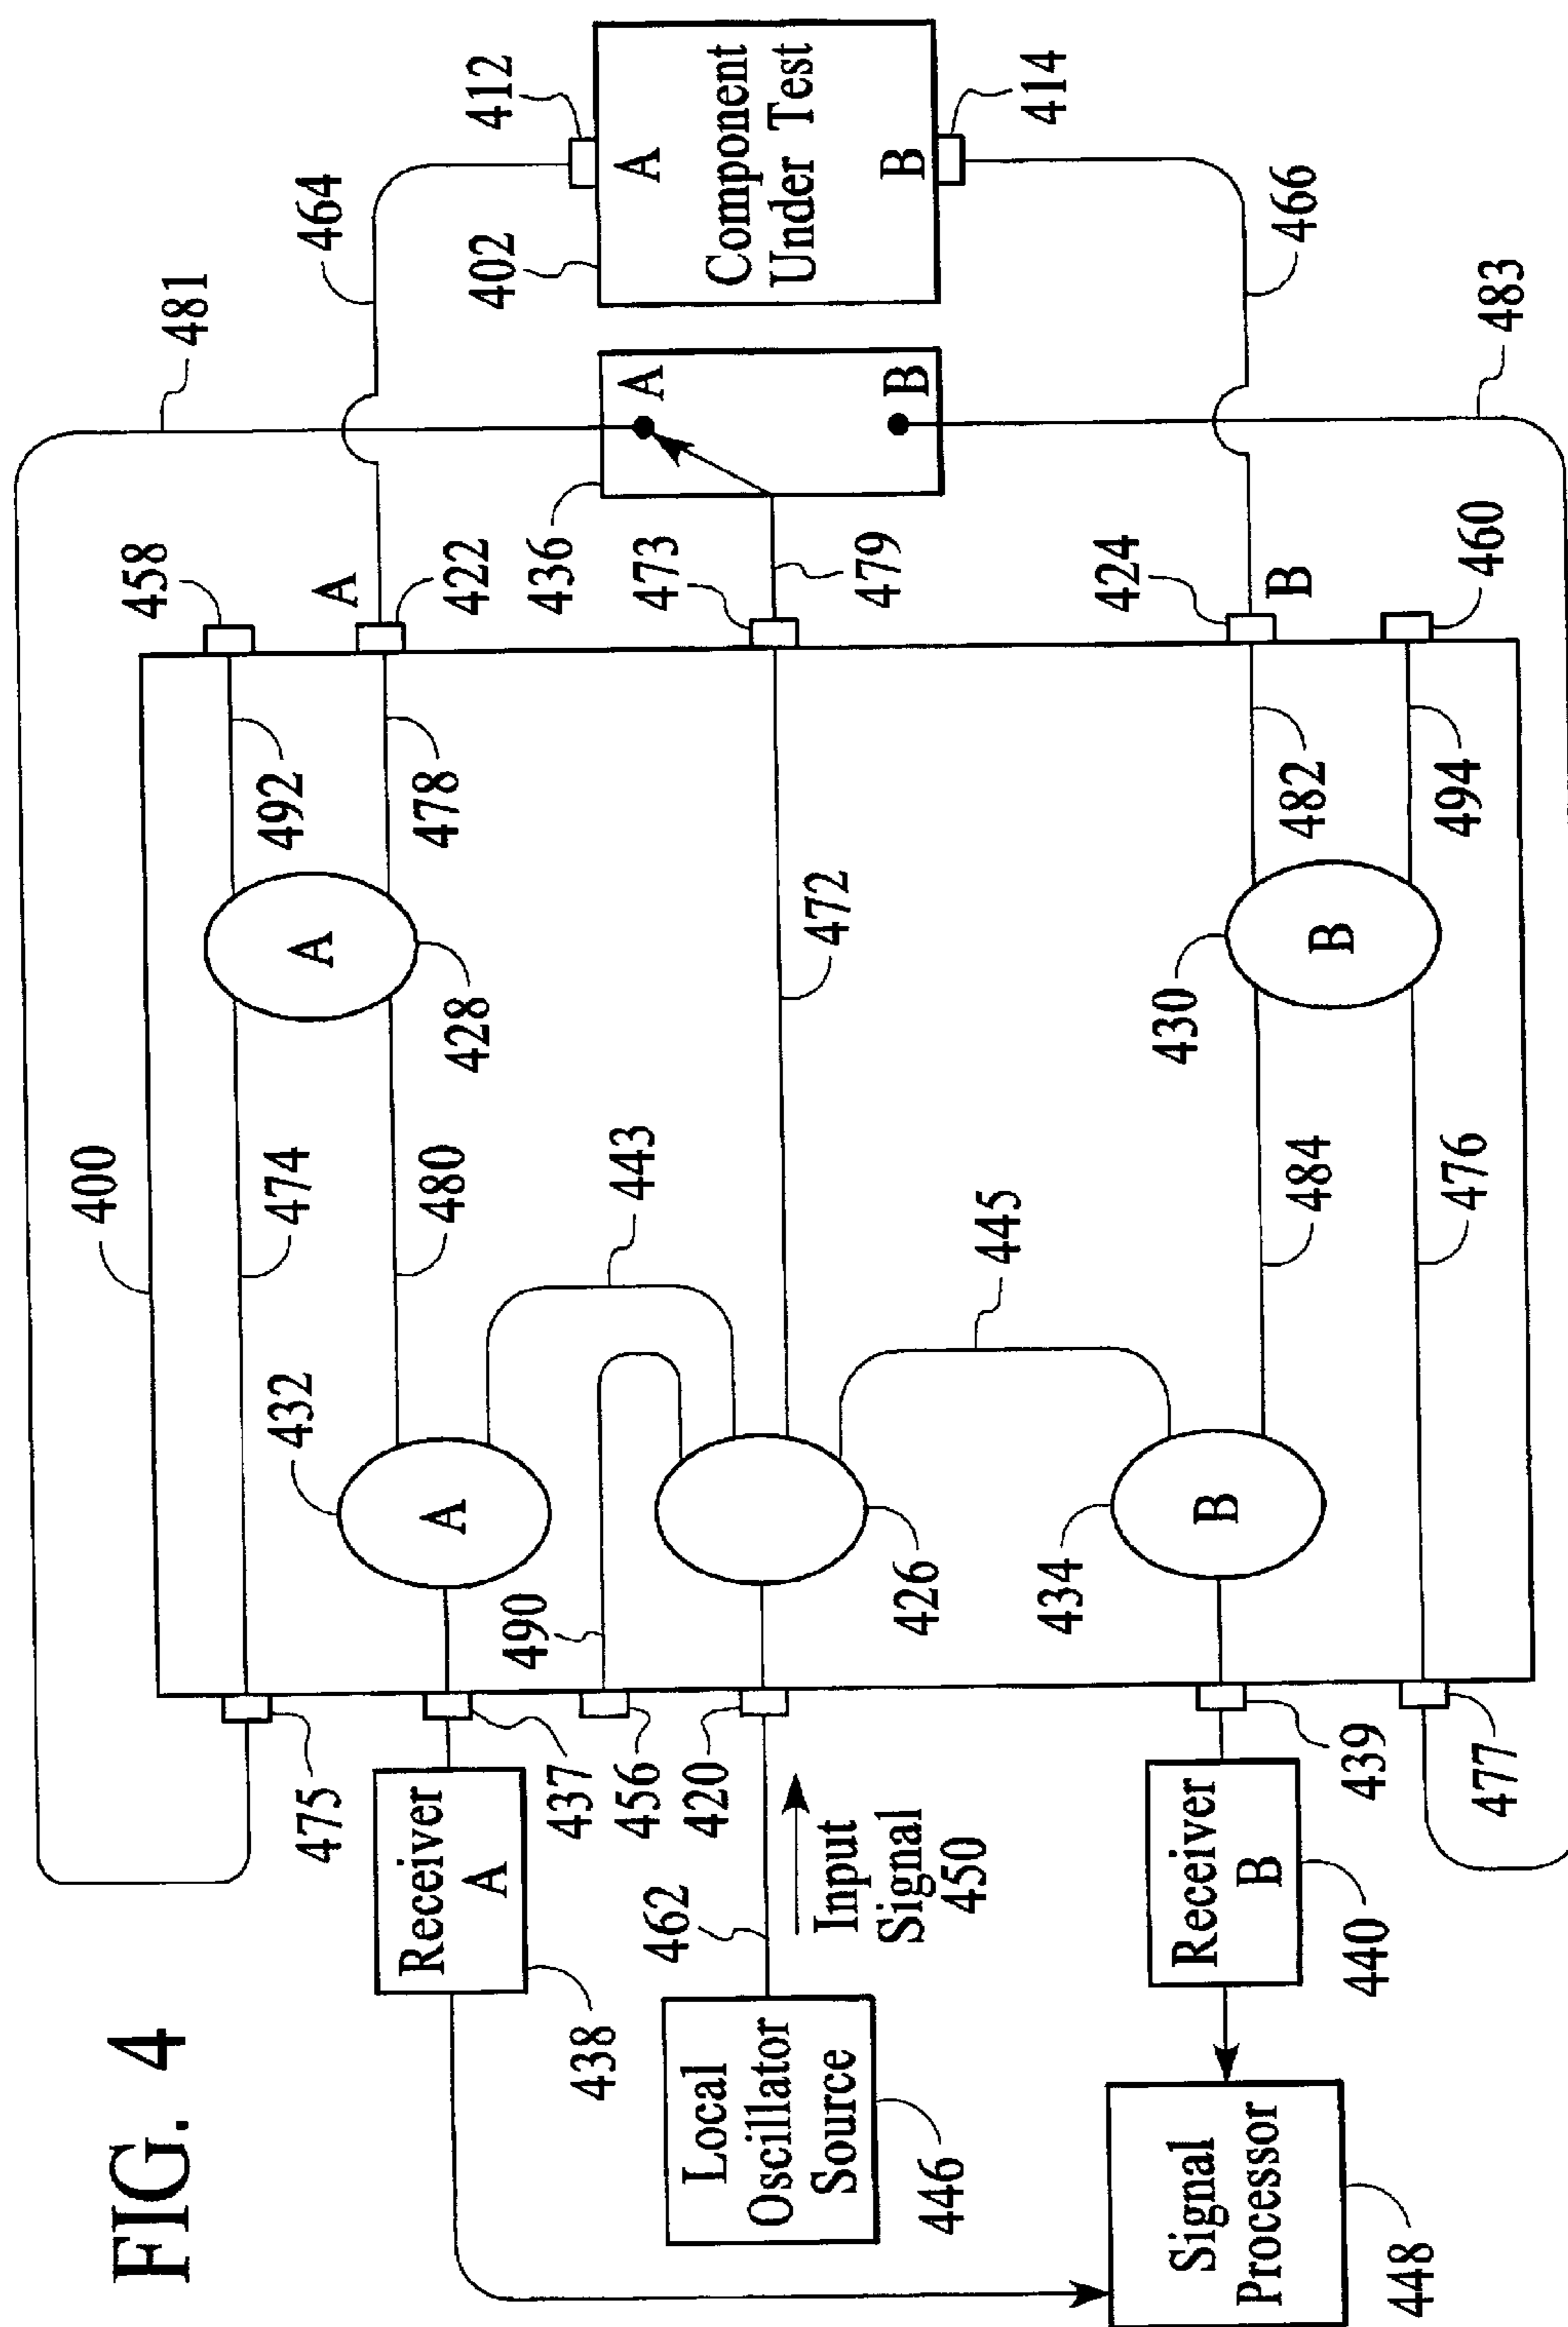 FIG. 4
400
481
464
412
A
402
Component
Under Test
B
414
466
483
436
A
B
458
A
422
473
479
424
B
460
492
478
472
482
494
A
428
430
B
474
480
443
445
484
476
432
A
490
426
434
B
475
437
456
420
439
477
Receiver
A
438
462
Input
Signal
450
Receiver
B
440
Local
Oscillator
Source
446
Signal
Processor
448